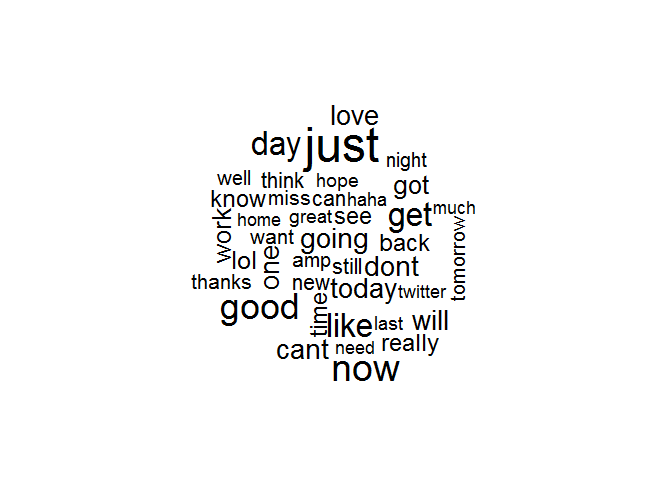 love
day just
night
well think hope got
know miss can haha
work home great see get much
want going back
lol one amp still dont tomorrow
thanks new today twitter
good time like last will
cant need really
now